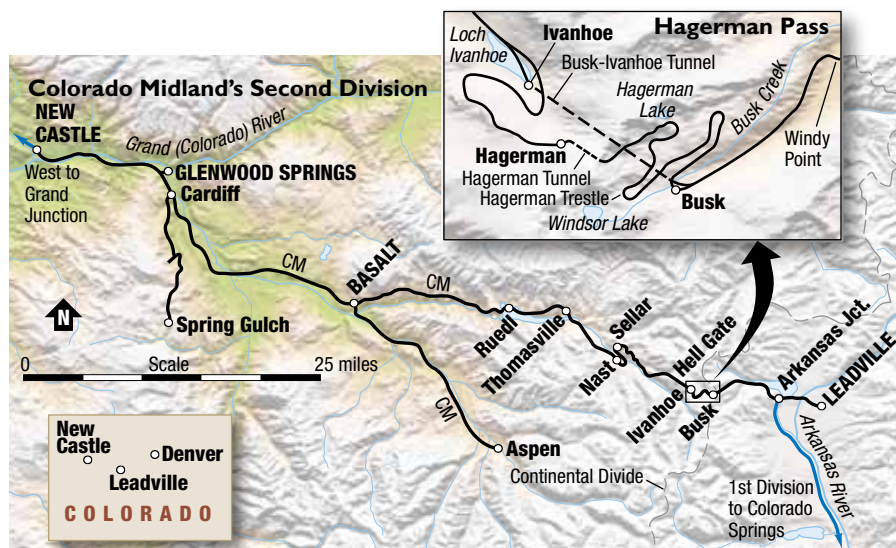 Hagerman Pass
Loch
Ivanhoe
Ivanhoe
Busk-Ivanhoe Tunnel
Hagerman
Lake
Busk Creek
Windy
Point
Hagerman
Hagerman Tunnel
Hagerman Trestle
Windsor Lake
Busk
Colorado Midland's Second Division
NEW
CASTLE
Grand (Colorado) River
West to
Grand
Junction
GLENWOOD SPRINGS
Cardiff
CM
BASALT
CM
Spring Gulch
N
Ruedl
Thomasville
Nast
Sellar
Hell Gate
Ivanhoe
Busk
Arkansas Jct.
LEADVILLE
0 Scale 25 miles
CM
Aspen
Continental Divide
Arkansas River
1st Division
to Colorado
Springs
New
Castle
Denver
Leadville
COLORADO